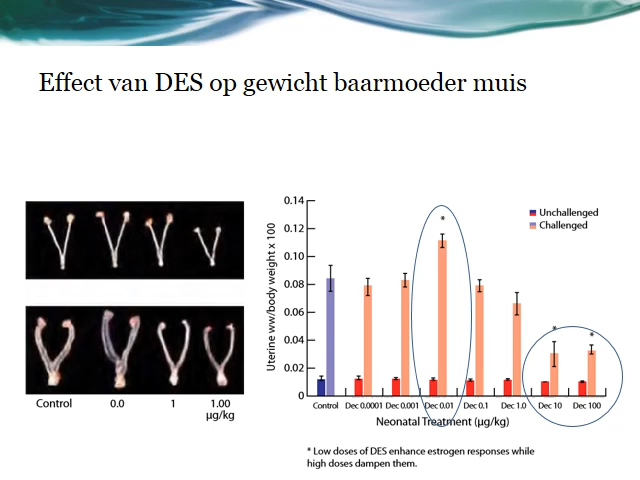 Effect van DES op gewicht baarmoeder muis
Control
0.0
1
1.00
µg/kg
Uterine ww/body weight x 100
0.14
0.12
0.10
0.08
0.06
0.04
0.02
0
*
*
*
Unchallenged
Challenged
Control Dec 0.0001 Dec 0.001 Dec 0.01 Dec 0.1 Dec 1.0 Dec 10 Dec 100
Neonatal Treatment (µg/kg)
* Low doses of DES enhance estrogen responses while
high doses dampen them.